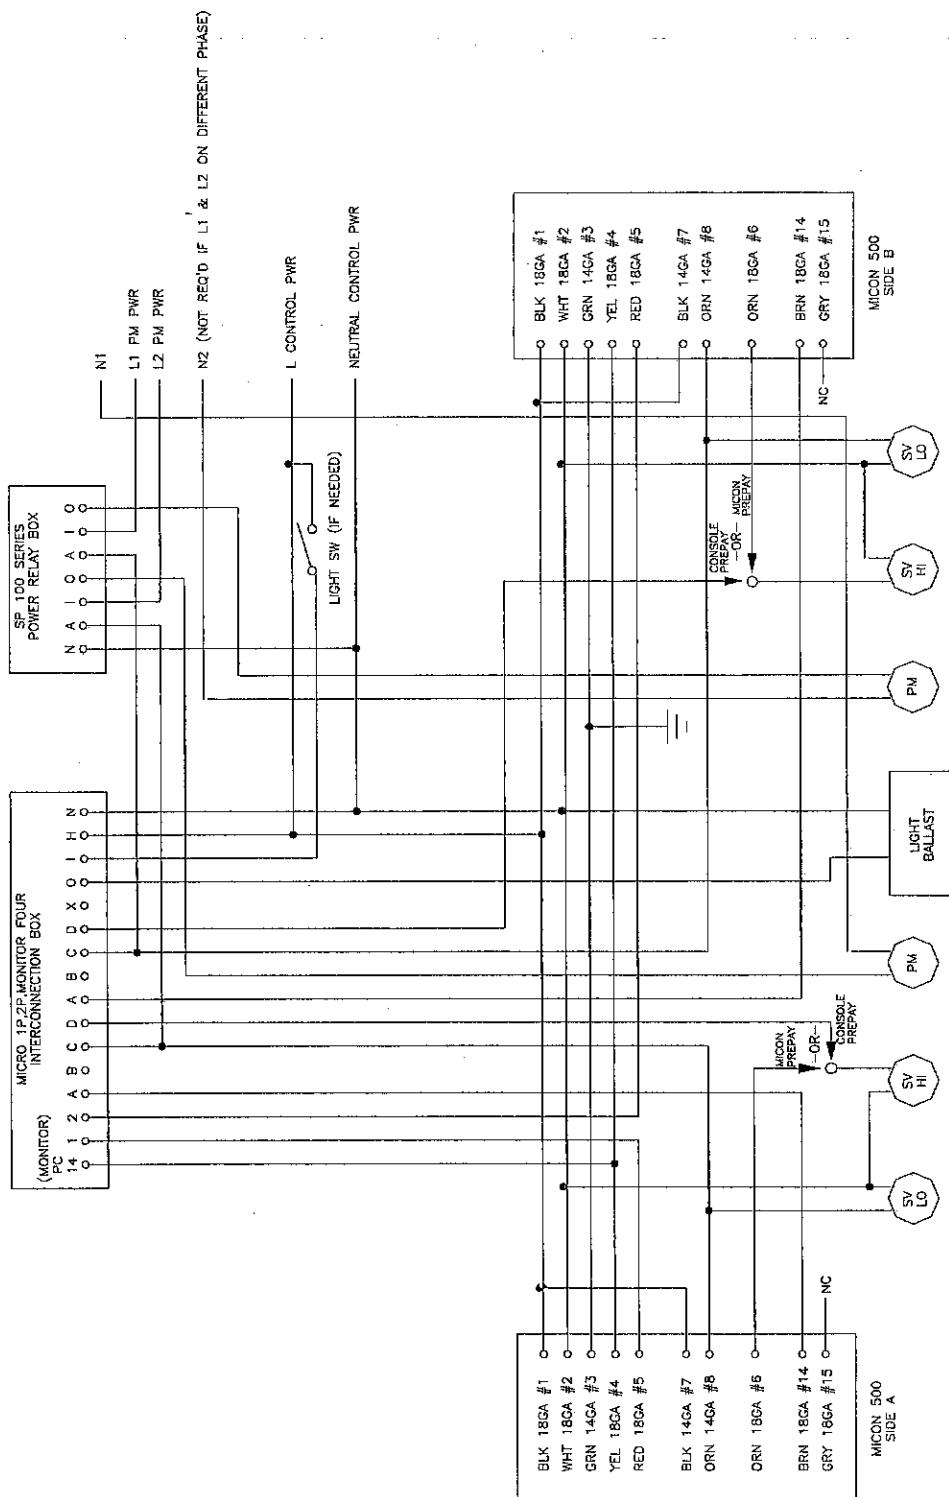 MICRO 1P,2P,MONITOR FOUR
INTERCONNECTION BOX
(MONITOR)
PC
14 1 2 A B C D A B C D X O I H N
SP 100 SERIES
POWER RELAY BOX
N A I O A I O
N1
L1 PM PWR
L2 PM PWR
N2 (NOT REQ'D IF L1 & L2 ON DIFFERENT PHASE)
L CONTROL PWR
LIGHT SW (IF NEEDED)
NEUTRAL CONTROL PWR
BLK 18GA #1
WHT 18GA #2
GRN 14GA #3
YEL 18GA #4
RED 18GA #5
BLK 14GA #7
ORN 14GA #8
ORN 18GA #6
BRN 18GA #14
GRY 18GA #15
NC
MICON 500
SIDE A
BLK 18GA #1
WHT 18GA #2
GRN 14GA #3
YEL 18GA #4
RED 18GA #5
BLK 14GA #7
ORN 14GA #8
ORN 18GA #6
BRN 18GA #14
GRY 18GA #15
NC
MICON 500
SIDE B
MICON
PREPAY
-OR-
CONSOLE
PREPAY
CONSOLE
PREPAY
-OR-
MICON
PREPAY
SV
LO
SV
HI
PM
LIGHT
BALLAST
PM
SV
HI
SV
LO